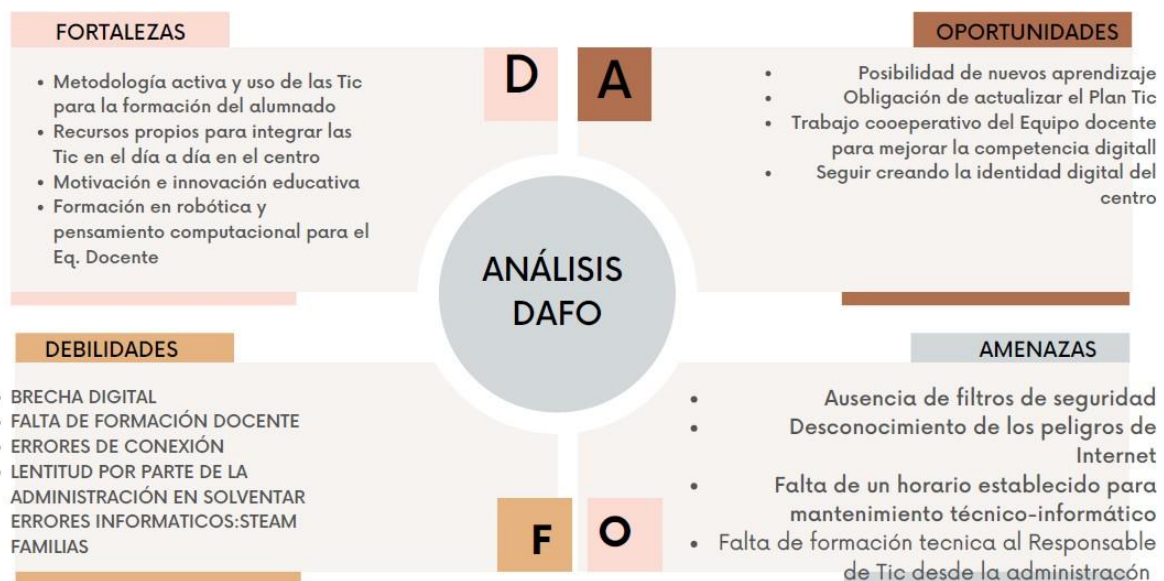 FORTALEZAS
• Metodología activa y uso de las Tic
para la formación del alumnado
• Recursos propios para integrar las
Tic en el día a día en el centro
• Motivación e innovación educativa
• Formación en robótica y
pensamiento computacional para el
Eq. Docente
D
A
OPORTUNIDADES
• Posibilidad de nuevos aprendizaje
• Obligación de actualizar el Plan Tic
• Trabajo cooeperativo del Equipo docente
para mejorar la competencia digitall
• Seguir creando la identidad digital del
centro
ANÁLISIS
DAFO
DEBILIDADES
• BRECHA DIGITAL
• FALTA DE FORMACIÓN DOCENTE
• ERRORES DE CONEXIÓN
• LENTITUD POR PARTE DE LA
ADMINISTRACIÓN EN SOLVENTAR
ERRORES INFORMATICOS:STEAM
FAMILIAS
F
O
AMENAZAS
• Ausencia de filtros de seguridad
• Desconocimiento de los peligros de
Internet
• Falta de un horario establecido para
mantenimiento técnico-informático
• Falta de formación tecnica al Responsable
de Tic desde la administracón